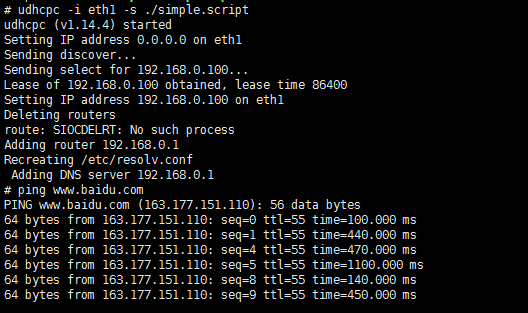 # udhcpc -i eth1 -s ./simple.script
udhcpc (v1.14.4) started
Setting IP address 0.0.0.0 on eth1
Sending discover...
Sending select for 192.168.0.100...
Lease of 192.168.0.100 obtained, lease time 86400
Setting IP address 192.168.0.100 on eth1
Deleting routers
route: SIOCDELRT: No such process
Adding router 192.168.0.1
Recreating /etc/resolv.conf
 Adding DNS server 192.168.0.1
# ping www.baidu.com
PING www.baidu.com (163.177.151.110): 56 data bytes
64 bytes from 163.177.151.110: seq=0 ttl=55 time=100.000 ms
64 bytes from 163.177.151.110: seq=1 ttl=55 time=440.000 ms
64 bytes from 163.177.151.110: seq=4 ttl=55 time=470.000 ms
64 bytes from 163.177.151.110: seq=5 ttl=55 time=1100.000 ms
64 bytes from 163.177.151.110: seq=8 ttl=55 time=140.000 ms
64 bytes from 163.177.151.110: seq=9 ttl=55 time=450.000 ms